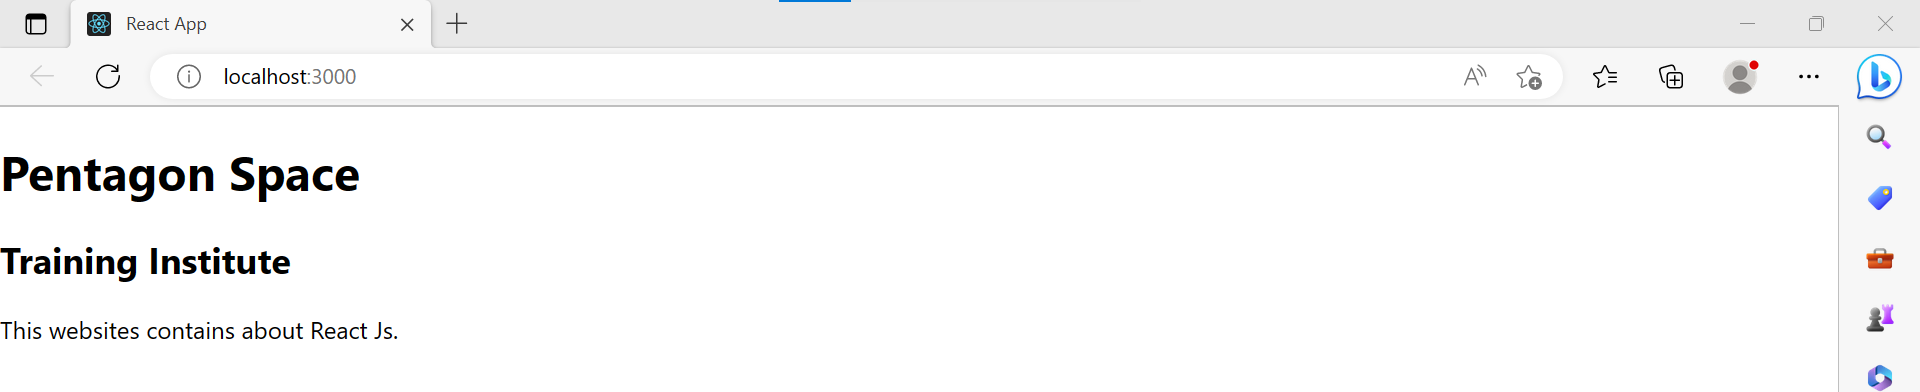 React App
localhost:3000
Pentagon Space
Training Institute
This websites contains about React Js.